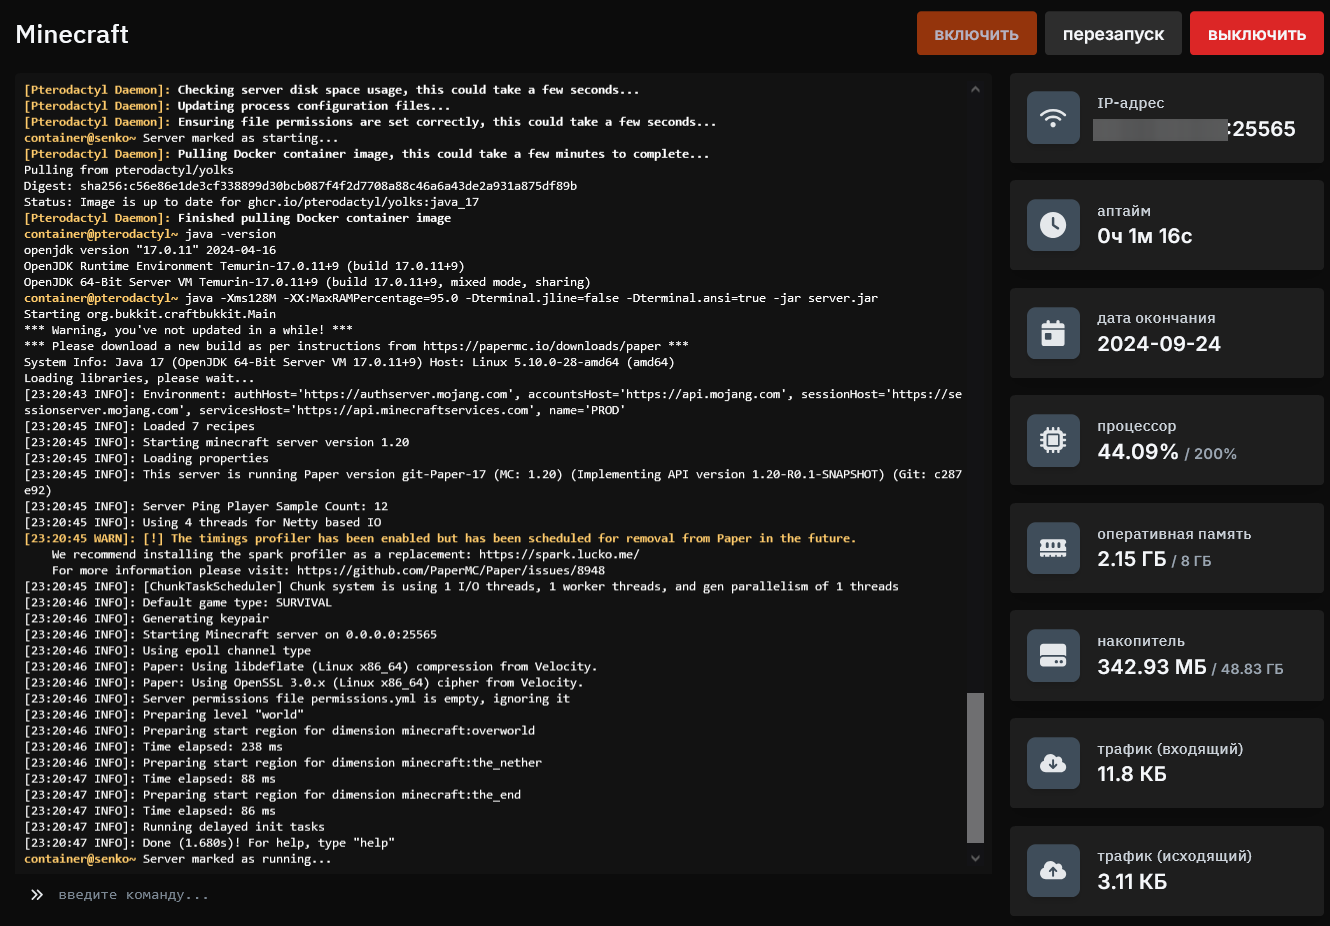 Minecraft
включить
перезапуск
выключить
[Pterodactyl Daemon]: Checking server disk space usage, this could take a few seconds...
[Pterodactyl Daemon]: Updating process configuration files...
[Pterodactyl Daemon]: Ensuring file permissions are set correctly, this could take a few seconds...
container@senko~ Server marked as starting...
[Pterodactyl Daemon]: Pulling Docker container image, this could take a few minutes to complete...
Pulling from pterodactyl/yolks
Digest: sha256:c56e86e1de3cf338899d30bcb087f4f2d7708a88c46a6a43de2a931a875df89b
Status: Image is up to date for ghcr.io/pterodactyl/yolks:java_17
[Pterodactyl Daemon]: Finished pulling Docker container image
container@pterodactyl~ java -version
openjdk version "17.0.11" 2024-04-16
OpenJDK Runtime Environment Temurin-17.0.11+9 (build 17.0.11+9)
OpenJDK 64-Bit Server VM Temurin-17.0.11+9 (build 17.0.11+9, mixed mode, sharing)
container@pterodactyl~ java -Xms128M -XX:MaxRAMPercentage=95.0 -Dterminal.jline=false -Dterminal.ansi=true -jar server.jar
Starting org.bukkit.craftbukkit.Main
*** Warning, you've not updated in a while! ***
*** Please download a new build as per instructions from https://papermc.io/downloads/paper ***
System Info: Java 17 (OpenJDK 64-Bit Server VM 17.0.11+9) Host: Linux 5.10.0-28-amd64 (amd64)
Loading libraries, please wait...
[23:20:43 INFO]: Environment: authHost='https://authserver.mojang.com', accountsHost='https://api.mojang.com', sessionHost='https://se
ssionserver.mojang.com', servicesHost='https://api.minecraftservices.com', name='PROD'
[23:20:45 INFO]: Loaded 7 recipes
[23:20:45 INFO]: Starting minecraft server version 1.20
[23:20:45 INFO]: Loading properties
[23:20:45 INFO]: This server is running Paper version git-Paper-17 (MC: 1.20) (Implementing API version 1.20-R0.1-SNAPSHOT) (Git: c287
e92)
[23:20:45 INFO]: Server Ping Player Sample Count: 12
[23:20:45 INFO]: Using 4 threads for Netty based IO
[23:20:45 WARN]: [!] The timings profiler has been enabled but has been scheduled for removal from Paper in the future.
We recommend installing the spark profiler as a replacement: https://spark.lucko.me/
For more information please visit: https://github.com/PaperMC/Paper/issues/8948
[23:20:45 INFO]: [ChunkTaskScheduler] Chunk system is using 1 I/O threads, 1 worker threads, and gen parallelism of 1 threads
[23:20:46 INFO]: Default game type: SURVIVAL
[23:20:46 INFO]: Generating keypair
[23:20:46 INFO]: Starting Minecraft server on 0.0.0.0:25565
[23:20:46 INFO]: Using epoll channel type
[23:20:46 INFO]: Paper: Using libdeflate (Linux x86_64) compression from Velocity.
[23:20:46 INFO]: Paper: Using OpenSSL 3.0.x (Linux x86_64) cipher from Velocity.
[23:20:46 INFO]: Server permissions file permissions.yml is empty, ignoring it
[23:20:46 INFO]: Preparing level "world"
[23:20:46 INFO]: Preparing start region for dimension minecraft:overworld
[23:20:46 INFO]: Time elapsed: 238 ms
[23:20:46 INFO]: Preparing start region for dimension minecraft:the_nether
[23:20:47 INFO]: Time elapsed: 88 ms
[23:20:47 INFO]: Preparing start region for dimension minecraft:the_end
[23:20:47 INFO]: Time elapsed: 86 ms
[23:20:47 INFO]: Running delayed init tasks
[23:20:47 INFO]: Done (1.680s)! For help, type "help"
container@senko~ Server marked as running...
введите команду...
IP-адрес
:25565
аптайм
0ч 1м 16с
дата окончания
2024-09-24
процессор
44.09% / 200%
оперативная память
2.15 ГБ / 8 ГБ
накопитель
342.93 МБ / 48.83 ГБ
трафик (входящий)
11.8 КБ
трафик (исходящий)
3.11 КБ